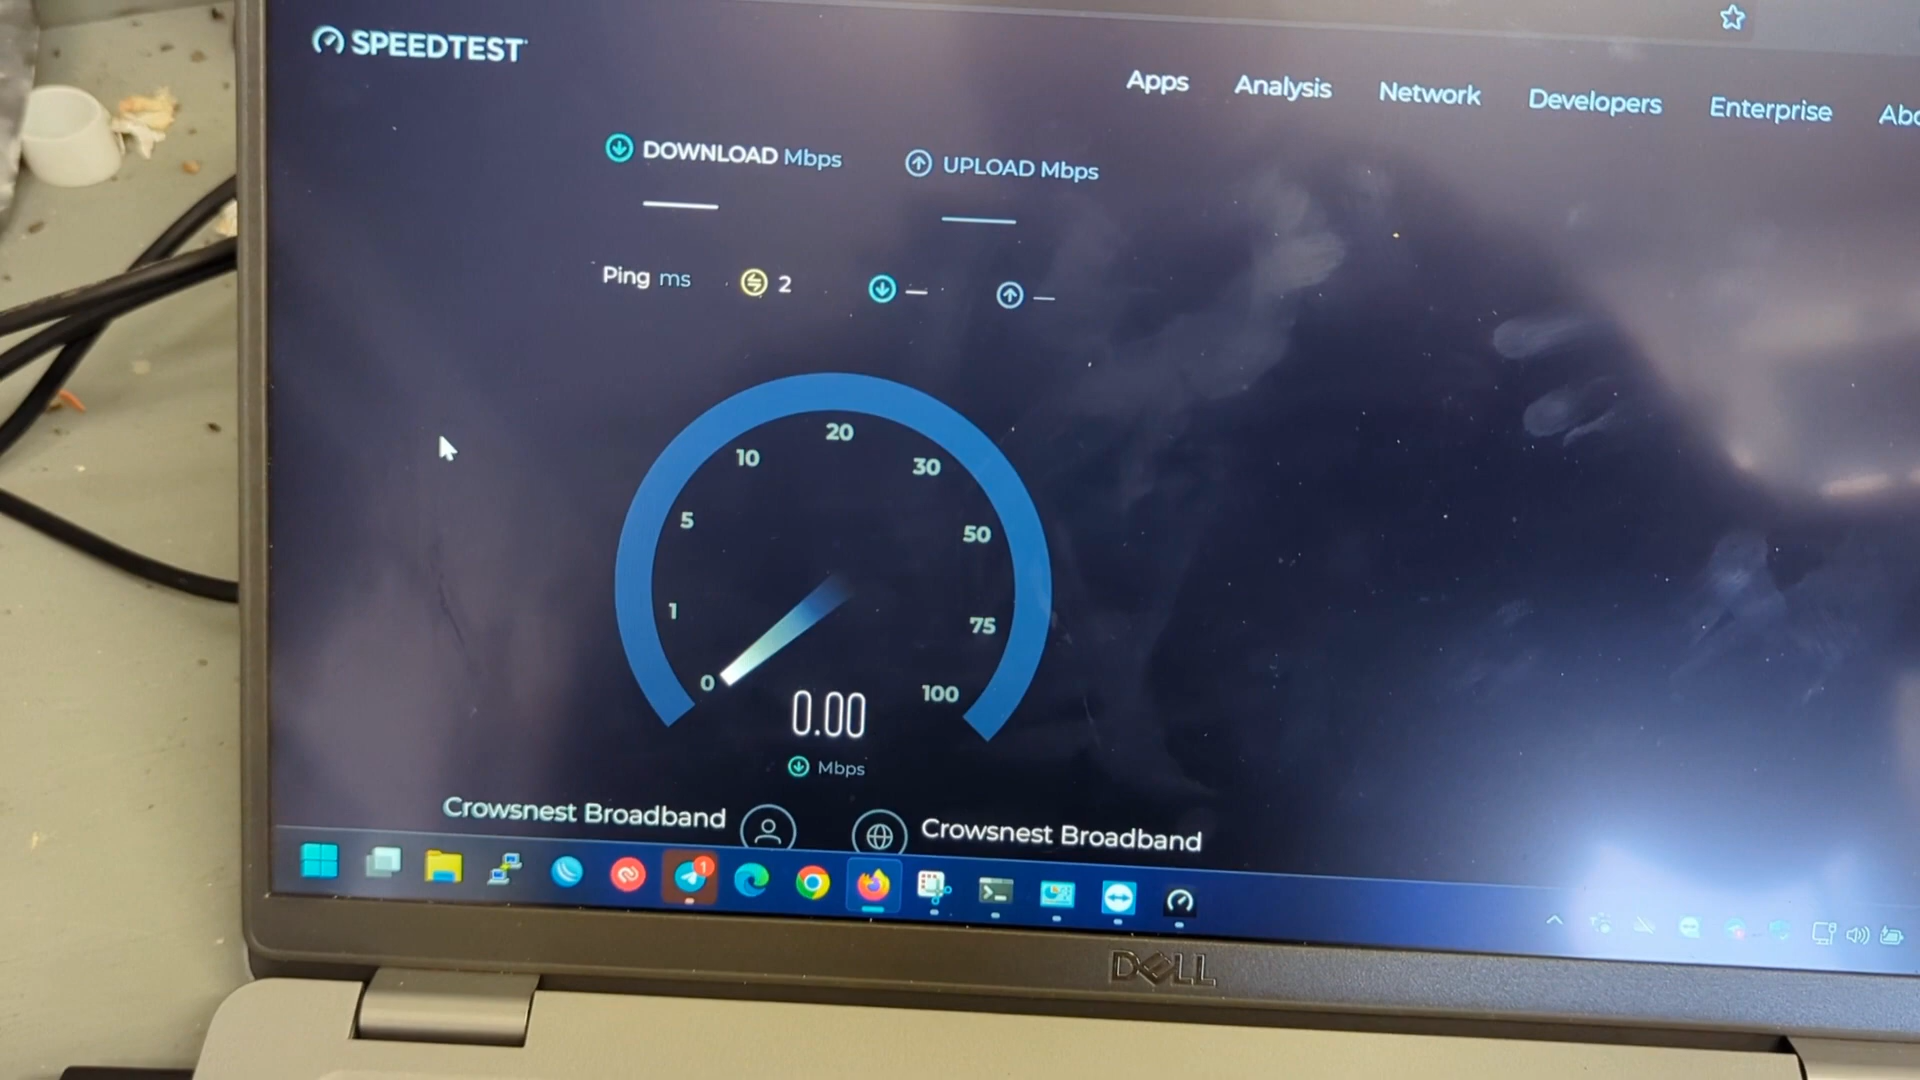 SPEEDTEST
Apps Analysis Network Developers Enterprise
DOWNLOAD Mbps UPLOAD Mbps
Ping ms 2 — —
0
1
5
10
20
30
50
75
100
0.00
Mbps
Crowsnest Broadband Crowsnest Broadband
1
DELL